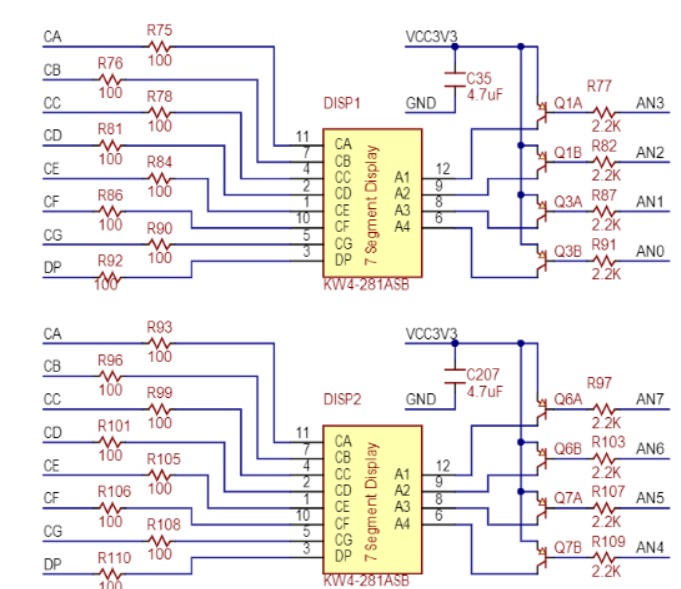 CA R75 100 VCC3V3
CB R76 100 C35 4.7uF R77
CC R78 100 GND DISP1 Q1A 2.2K AN3
CD R81 100 Q1B R82 2.2K AN2
CE R84 100 Q3A R87 2.2K AN1
CF R86 100 Q3B R91 2.2K AN0
CG R90 100
DP R92 100
11 CA
7 CB
4 CC A1 12
2 CD A2 9
1 CE A3 8
10 CF A4 6
5 CG
3 DP
7 Segment Display
KW4-281ASB
CA R93 100 VCC3V3
CB R96 100 C207 4.7uF R97
CC R99 100 GND DISP2 Q6A 2.2K AN7
CD R101 100 Q6B R103 2.2K AN6
CE R105 100 Q7A R107 2.2K AN5
CF R106 100 Q7B R109 2.2K AN4
CG R108 100
DP R110 100
11 CA
7 CB
4 CC A1 12
2 CD A2 9
1 CE A3 8
10 CF A4 6
5 CG
3 DP
7 Segment Display
KW4-281ASB